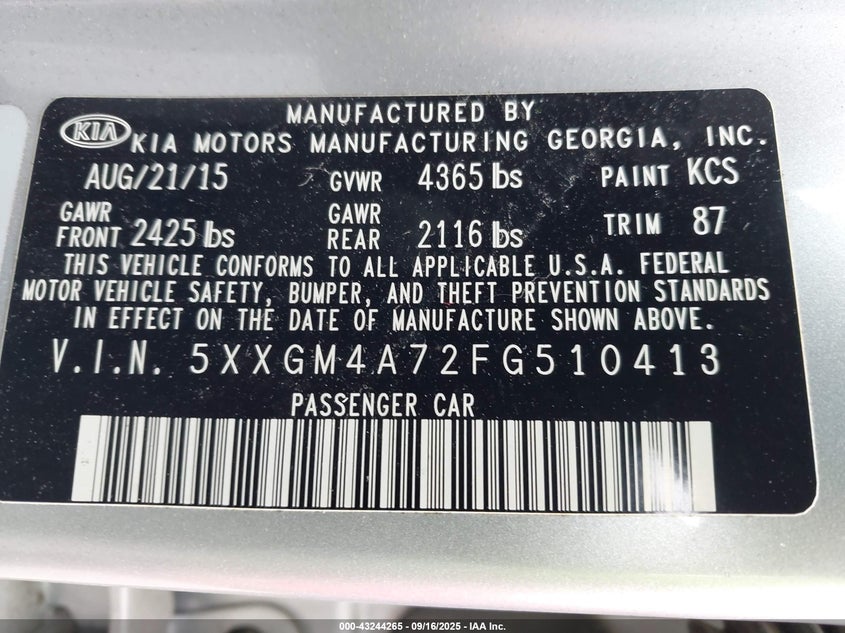 MANUFACTURED BY
KIA KIA MOTORS MANUFACTURING GEORGIA, INC.
AUG/21/15 GVWR 4365 lbs PAINT KCS
GAWR FRONT 2425 lbs GAWR REAR 2116 lbs TRIM 87
THIS VEHICLE CONFORMS TO ALL APPLICABLE U.S.A. FEDERAL
MOTOR VEHICLE SAFETY, BUMPER, AND THEFT PREVENTION STANDARDS
IN EFFECT ON THE DATE OF MANUFACTURE SHOWN ABOVE.
V.I.N. 5XXGM4A72FG510413
PASSENGER CAR
000-43244265 - 09/16/2025 - IAA Inc.